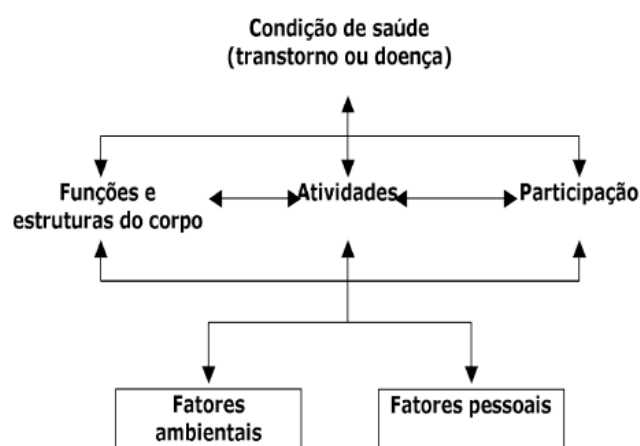 Condição de saúde
(transtorno ou doença)
Funções e
estruturas do corpo
Atividades
Participação
Fatores
ambientais
Fatores pessoais